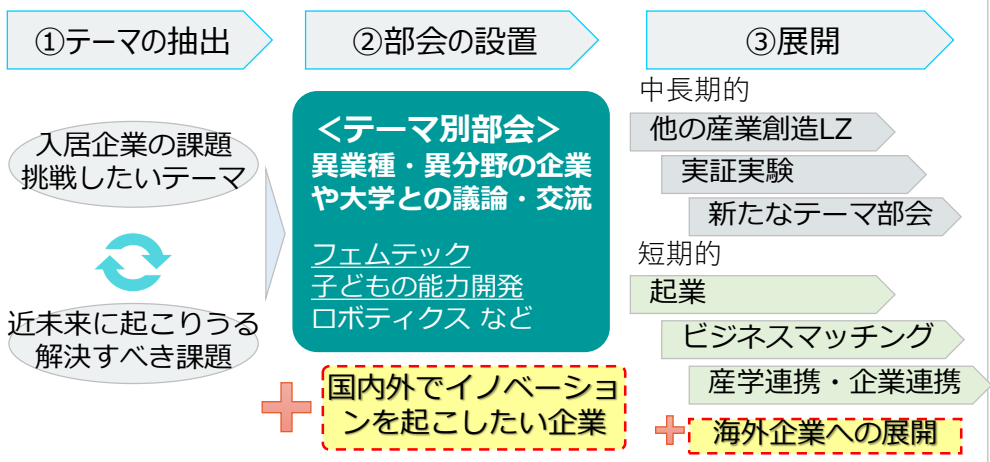 ①テーマの抽出
入居企業の課題
挑戦したいテーマ
近未来に起こりうる
解決すべき課題
②部会の設置
<テーマ別部会>
異業種・異分野の企業
や大学との議論・交流
フェムテック
子どもの能力開発
ロボティクス など
国内外でイノベーショ
ンを起こしたい企業
③展開
中長期的
他の産業創造LZ
実証実験
新たなテーマ部会
短期的
起業
ビジネスマッチング
産学連携・企業連携
海外企業への展開